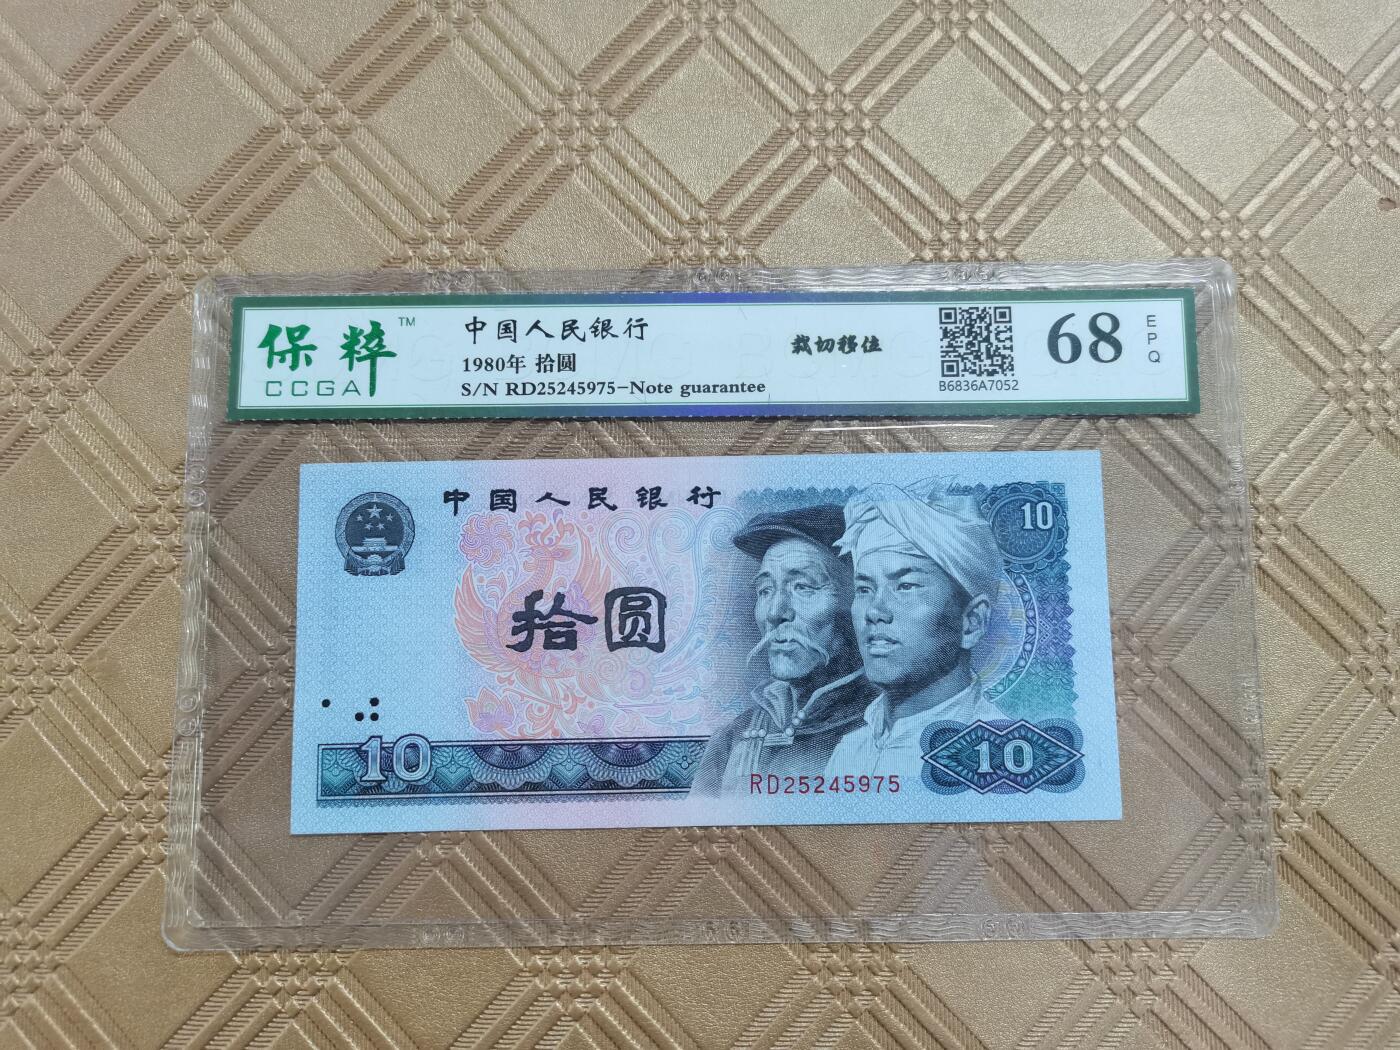 保粹™
CCGA
中国人民银行
1980年 拾圆
S/N RD25245975-Note guarantee
裁切移位
B6836A7052
68
EPQ
中国人民银行
10
拾圆
10
RD25245975
10